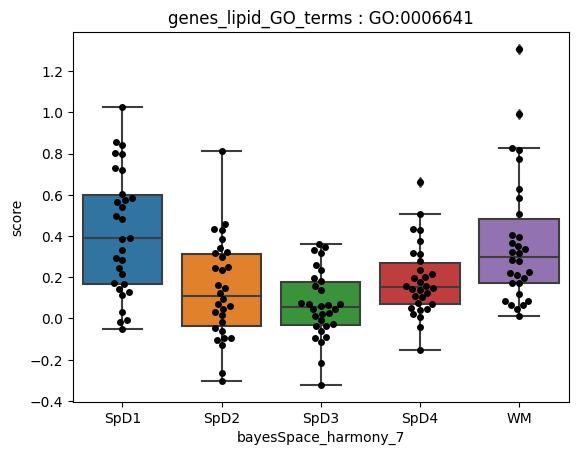 genes_lipid_GO_terms : GO:0006641
1.2
1.0
0.8
0.6
0.4
0.2
0.0
−0.2
−0.4
score
SpD1 SpD2 SpD3 SpD4 WM
bayesSpace_harmony_7